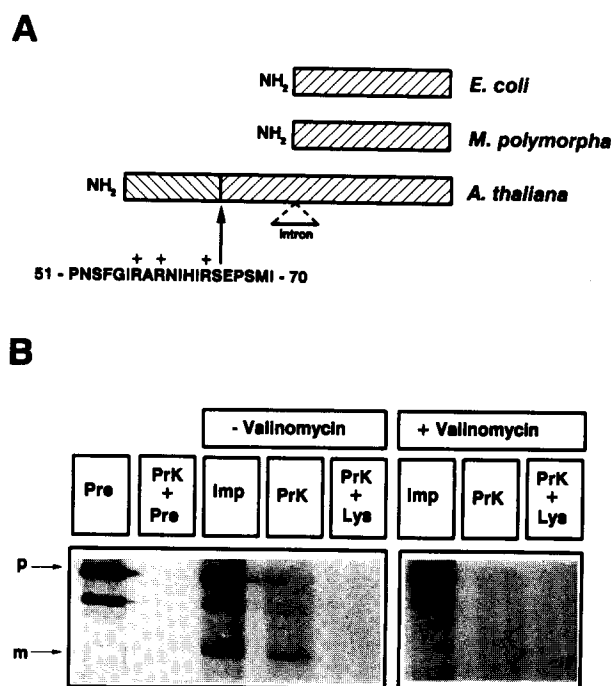 A
NH2 E. coli
NH2 M. polymorpha
NH2 A. thaliana
Intron
+ + +
51 - PNSFGIRARNIHIRSEPSMI - 70
B
- Valinomycin + Valinomycin
Pre PrK + Pre Imp PrK PrK + Lys Imp PrK PrK + Lys
p
m